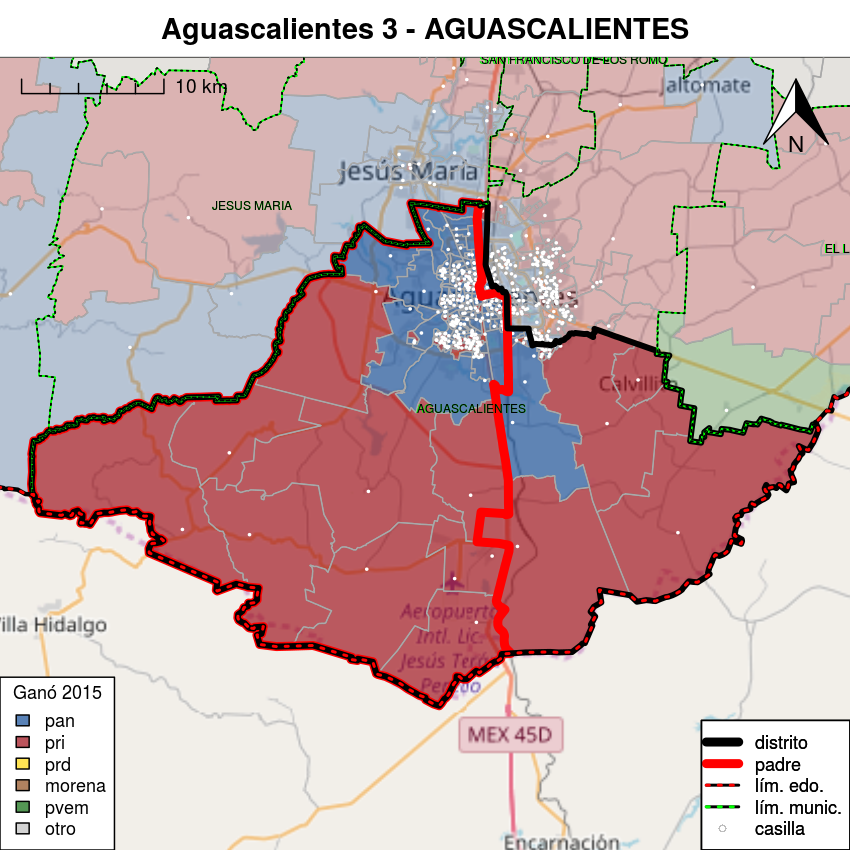 Aguascalientes 3 - AGUASCALIENTES
SAN FRANCISCO DE LOS ROMO
10 km
Jaltomate
N
Jesús María
JESUS MARIA
EL L
Aguascalientes
Calvillito
AGUASCALIENTES
Aeropuerto
Intl. Lic.
Jesús Terán
Peredo
Villa Hidalgo
MEX 45D
Encarnación
Ganó 2015
pan
pri
prd
morena
pvem
otro
distrito
padre
lím. edo.
lím. munic.
casilla